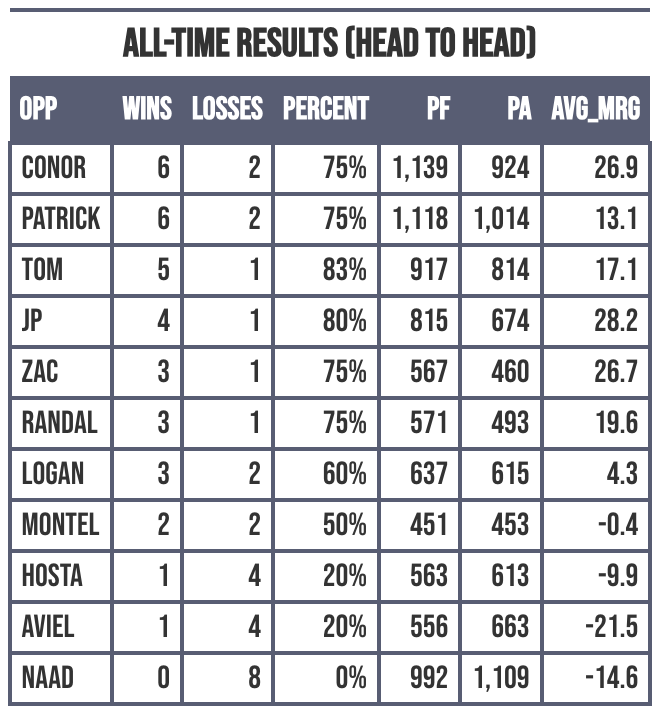 ALL-TIME RESULTS (HEAD TO HEAD)
OPP WINS LOSSES PERCENT PF PA AVG_MRG
CONOR 6 2 75% 1,139 924 26.9
PATRICK 6 2 75% 1,118 1,014 13.1
TOM 5 1 83% 917 814 17.1
JP 4 1 80% 815 674 28.2
ZAC 3 1 75% 567 460 26.7
RANDAL 3 1 75% 571 493 19.6
LOGAN 3 2 60% 637 615 4.3
MONTEL 2 2 50% 451 453 -0.4
HOSTA 1 4 20% 563 613 -9.9
AVIEL 1 4 20% 556 663 -21.5
NAAD 0 8 0% 992 1,109 -14.6